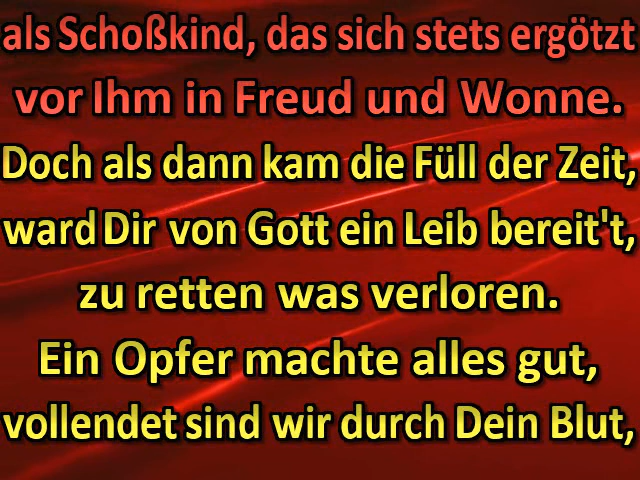 als Schoßkind, das sich stets ergötzt
vor Ihm in Freud und Wonne.
Doch als dann kam die Füll der Zeit,
ward Dir von Gott ein Leib bereit't,
zu retten was verloren.
Ein Opfer machte alles gut,
vollendet sind wir durch Dein Blut,